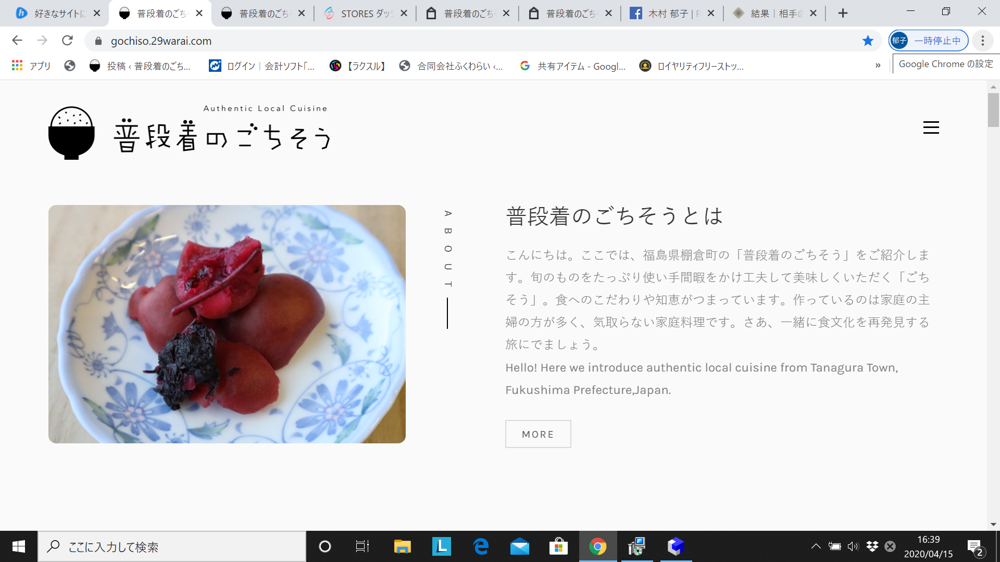 好きなサイトに
普段着のごち
普段着のごち
STORES ダッ
普段着のごち
普段着のごち
木村 郁子 | F
結果｜相手の
gochiso.29warai.com
郁子 一時停止中
アプリ
投稿 ‹ 普段着のごち...
ログイン｜会計ソフト「...
【ラクスル】
合同会社ふくわらい ‹...
共有アイテム - Googl...
ロイヤリティフリーストッ...
»
Google Chrome の設定
Authentic Local Cuisine
普段着のごちそう
ABOUT
普段着のごちそうとは
こんにちは。ここでは、福島県棚倉町の「普段着のごちそう」をご紹介しま
す。旬のものをたっぷり使い手間暇をかけ工夫して美味しくいただく「ごち
そう」。食へのこだわりや知恵がつまっています。作っているのは家庭の主
婦の方が多く、気取らない家庭料理です。さあ、一緒に食文化を再発見する
旅にでましょう。
Hello! Here we introduce authentic local cuisine from Tanagura Town,
Fukushima Prefecture,Japan.
MORE
ここに入力して検索
16:39
2020/04/15
2